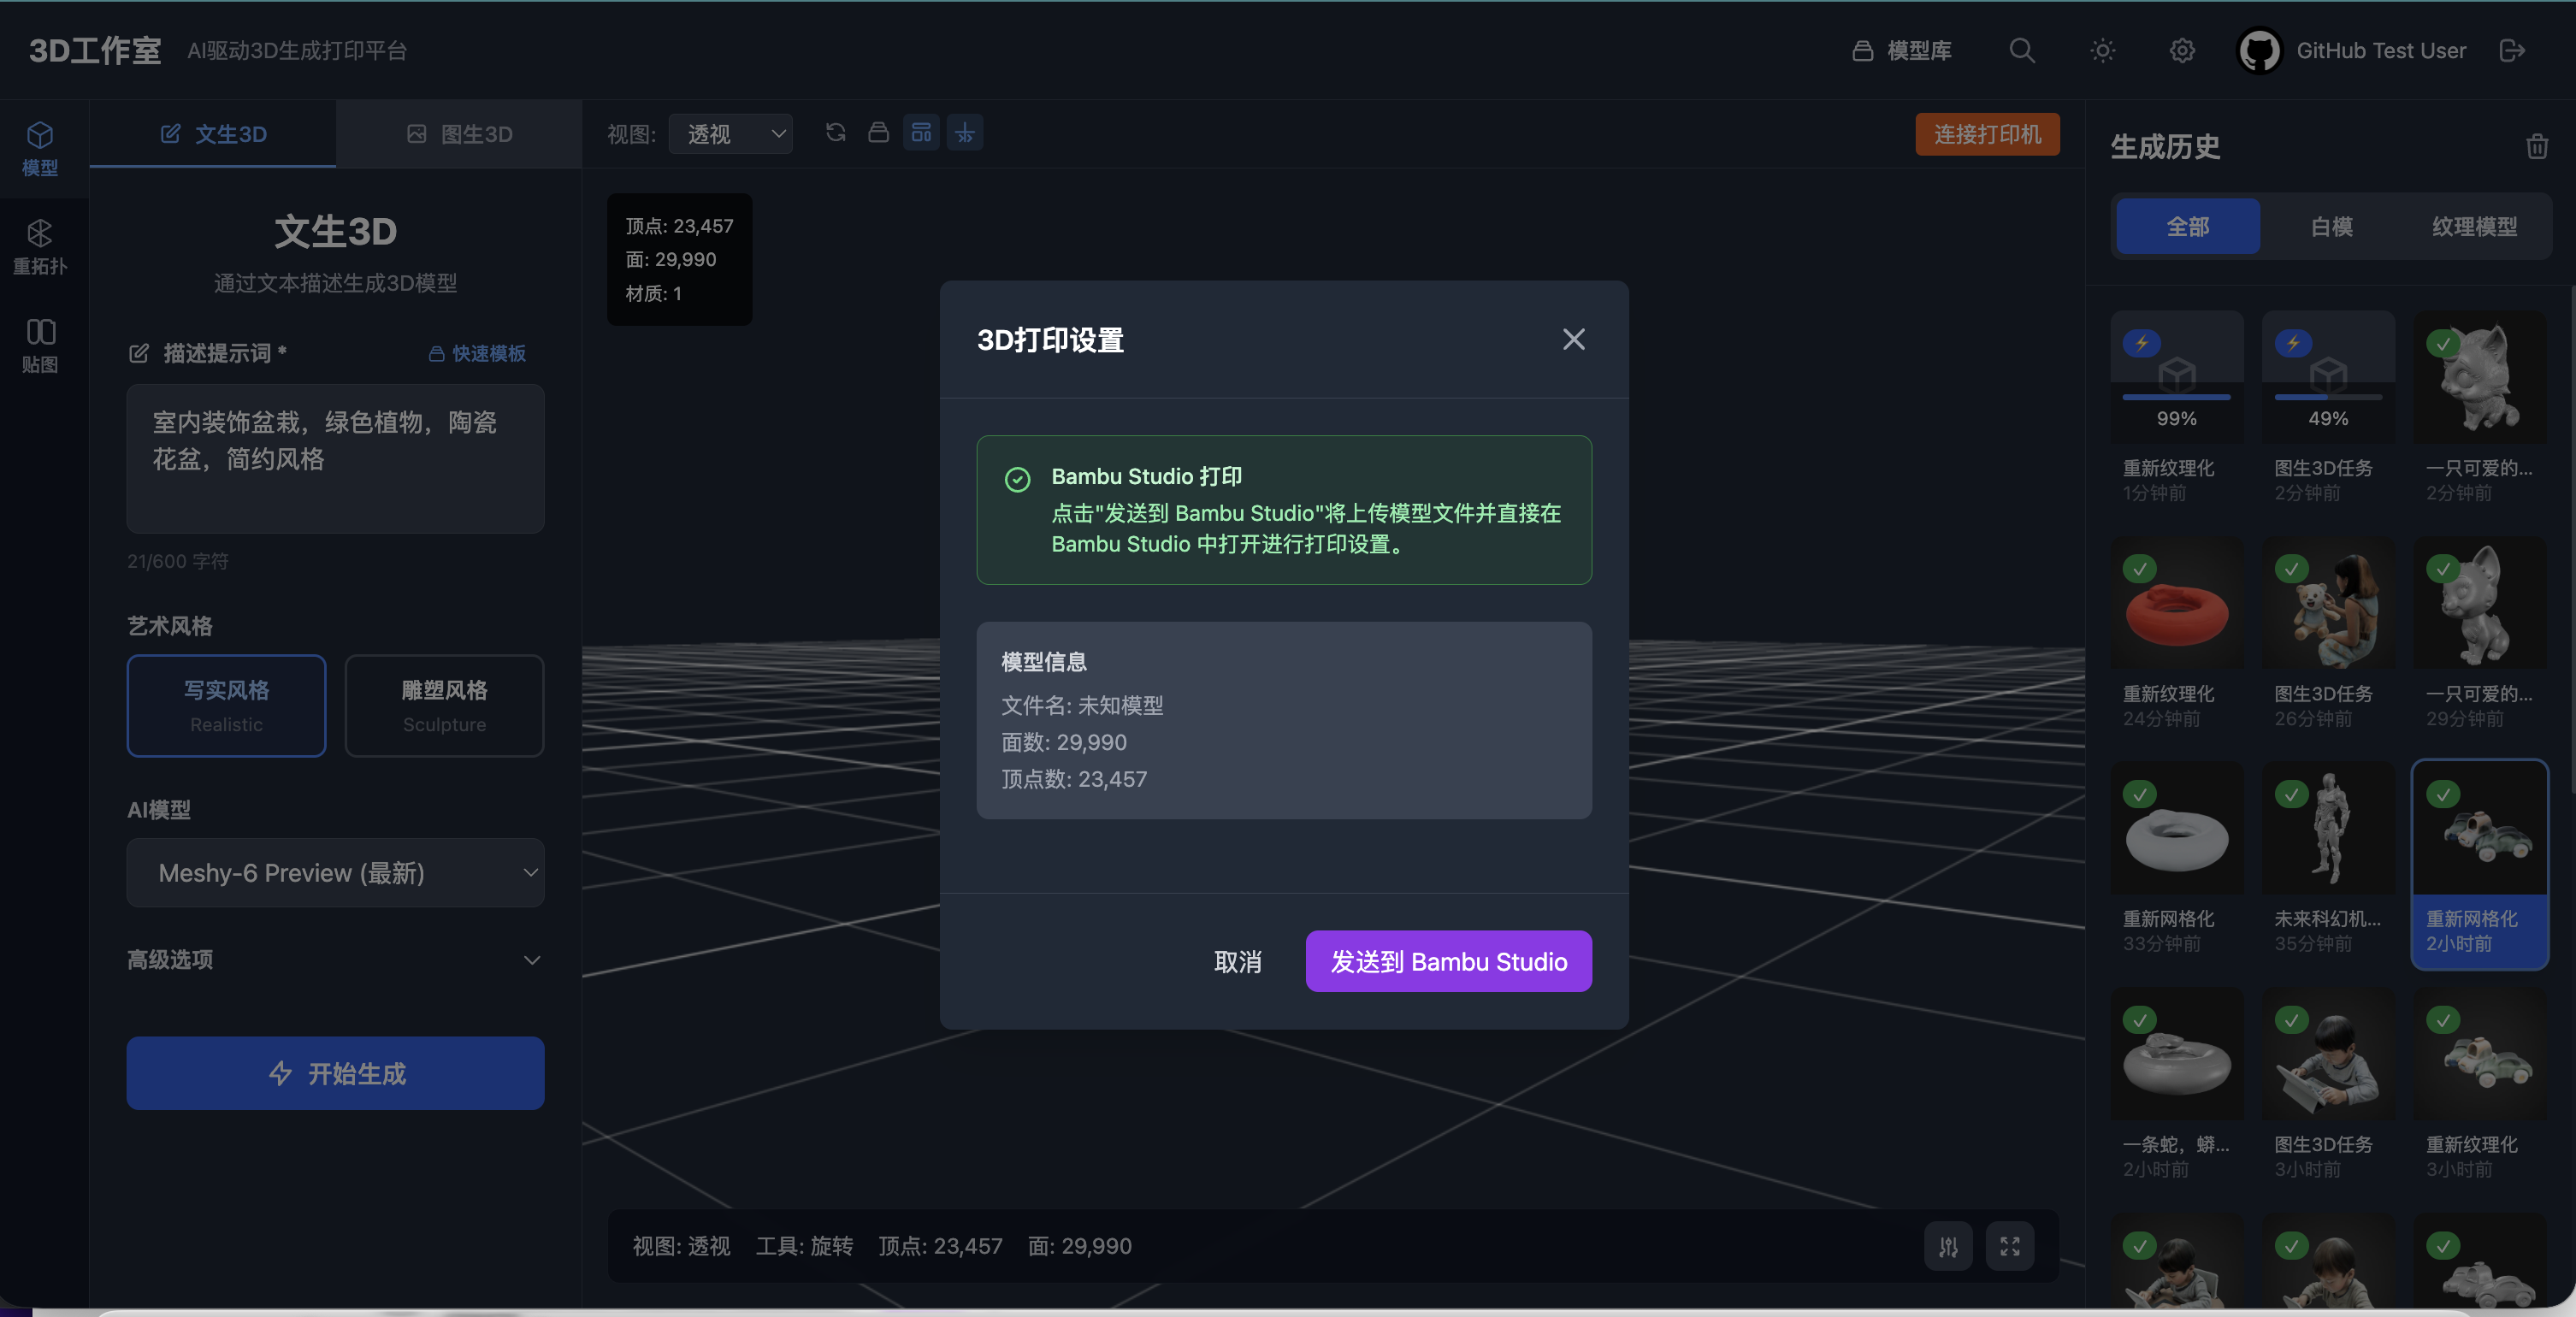 3D工作室
AI驱动3D生成打印平台
模型库
GitHub Test User
模型
重拓扑
贴图
文生3D
图生3D
文生3D
通过文本描述生成3D模型
描述提示词 *
快速模板
室内装饰盆栽，绿色植物，陶瓷
花盆，简约风格
21/600 字符
艺术风格
写实风格
Realistic
雕塑风格
Sculpture
AI模型
Meshy-6 Preview (最新)
高级选项
开始生成
视图:
透视
连接打印机
顶点: 23,457
面: 29,990
材质: 1
3D打印设置
Bambu Studio 打印
点击"发送到 Bambu Studio"将上传模型文件并直接在
Bambu Studio 中打开进行打印设置。
模型信息
文件名: 未知模型
面数: 29,990
顶点数: 23,457
取消
发送到 Bambu Studio
视图: 透视
工具: 旋转
顶点: 23,457
面: 29,990
生成历史
全部
白模
纹理模型
99%
重新纹理化
1分钟前
49%
图生3D任务
2分钟前
一只可爱的...
2分钟前
重新纹理化
24分钟前
图生3D任务
26分钟前
一只可爱的...
29分钟前
重新网格化
33分钟前
未来科幻机...
35分钟前
重新网格化
2小时前
一条蛇，蟒...
2小时前
图生3D任务
3小时前
重新纹理化
3小时前